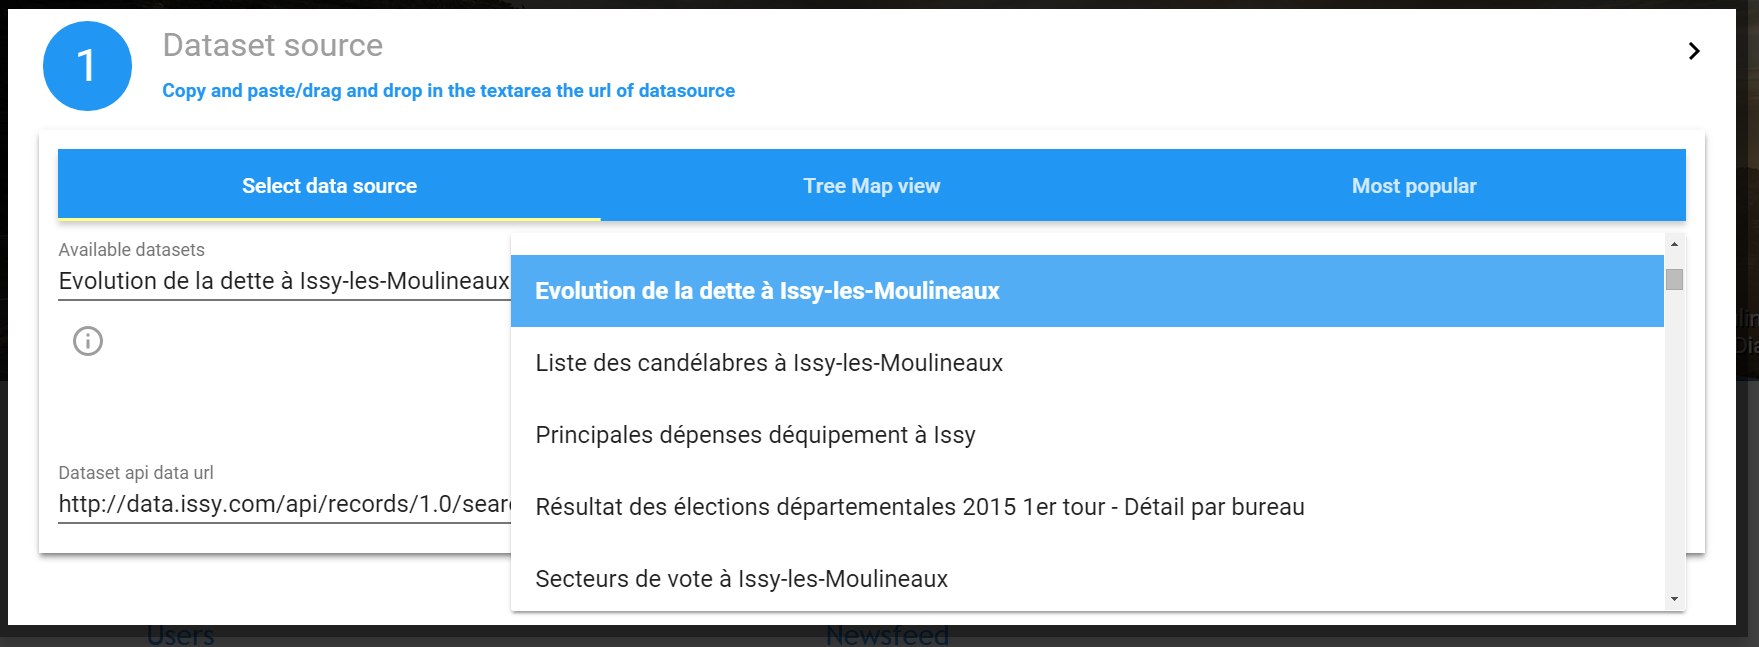 1
Dataset source
Copy and paste/drag and drop in the textarea the url of datasource
Select data source
Tree Map view
Most popular
Available datasets
Evolution de la dette à Issy-les-Moulineaux
Evolution de la dette à Issy-les-Moulineaux
Liste des candélabres à Issy-les-Moulineaux
Principales dépenses déquipement à Issy
Résultat des élections départementales 2015 1er tour - Détail par bureau
Secteurs de vote à Issy-les-Moulineaux
Dataset api data url
http://data.issy.com/api/records/1.0/sear
Users
Newsfeed